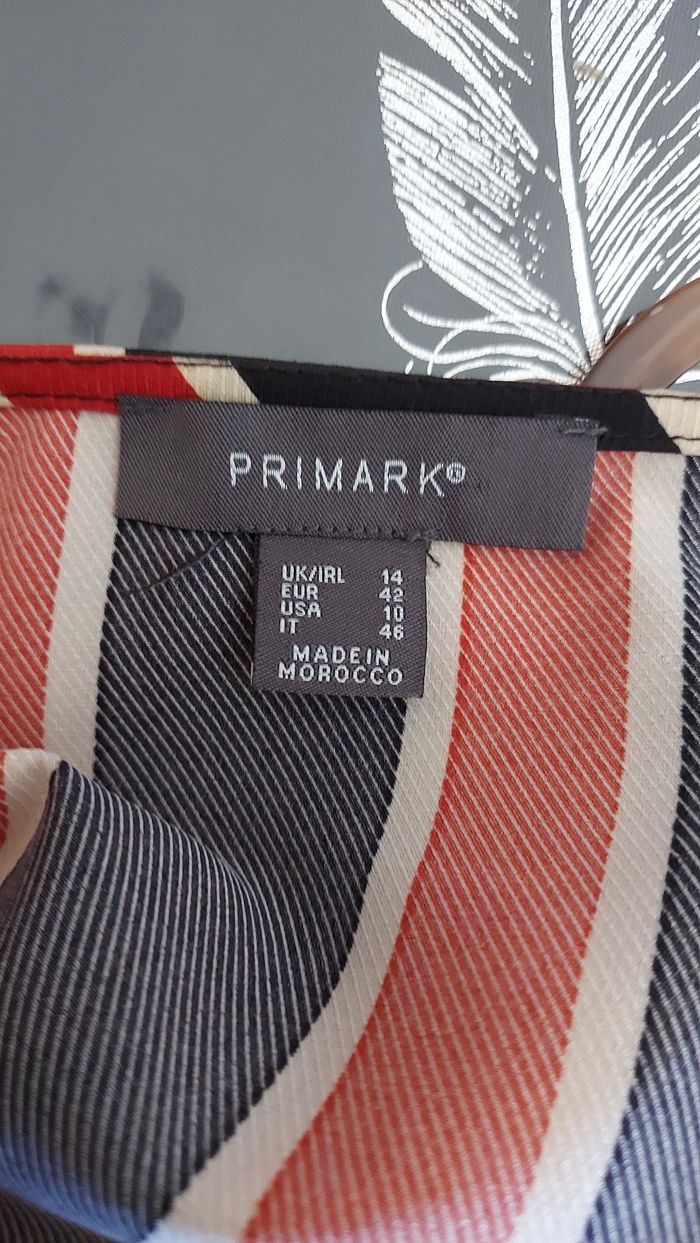 PRIMARK®
UK/IRL 14
EUR 42
USA 10
IT 46
MADE IN
MOROCCO